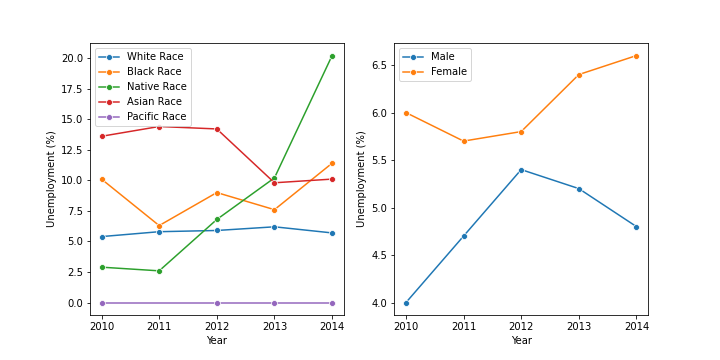 20.0
17.5
15.0
12.5
10.0
7.5
5.0
2.5
0.0
Unemployment (%)
White Race
Black Race
Native Race
Asian Race
Pacific Race
2010 2011 2012 2013 2014
Year
6.5
6.0
5.5
5.0
4.5
4.0
Unemployment (%)
Male
Female
2010 2011 2012 2013 2014
Year